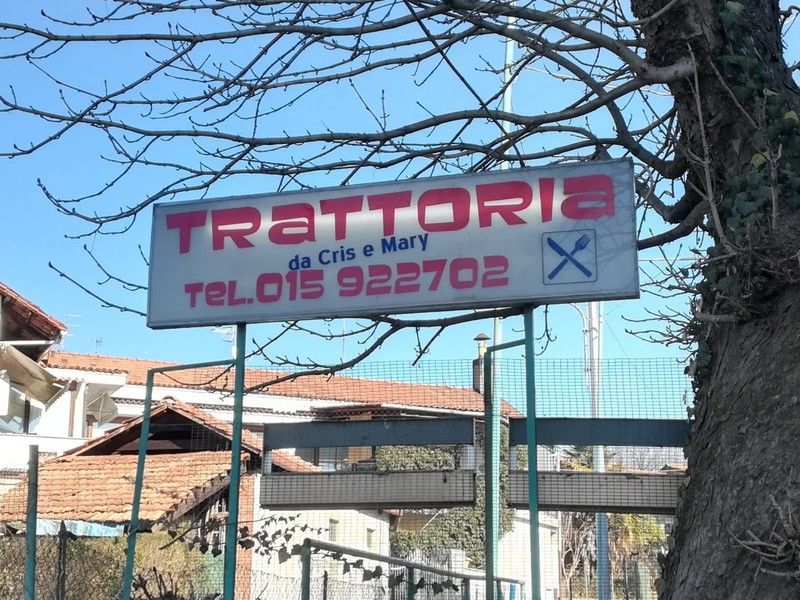 TRaTTORIa
da Cris e Mary
TeL.015 922702